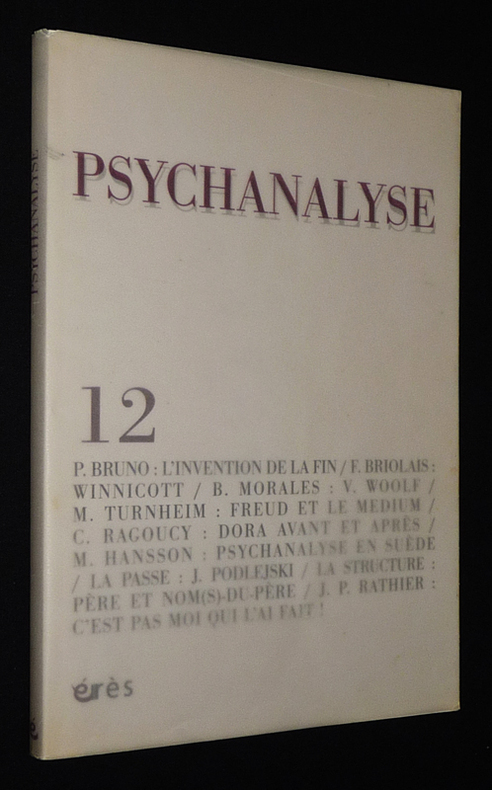 PSYCHANALYSE
PSYCHANALYSE
12
P. BRUNO : L'INVENTION DE LA FIN / F. BRIOLAIS :
WINNICOTT / B. MORALES : V. WOOLF /
M. TURNHEIM : FREUD ET LE MEDIUM /
C. RAGOUCY : DORA AVANT ET APRÈS /
M. HANSSON : PSYCHANALYSE EN SUÈDE
/ LA PASSE : J. PODLEJSKI / LA STRUCTURE :
PÈRE ET NOM(S)-DU-PÈRE / J. P. RATHIER :
C'EST PAS MOI QUI L'AI FAIT !
érès
é